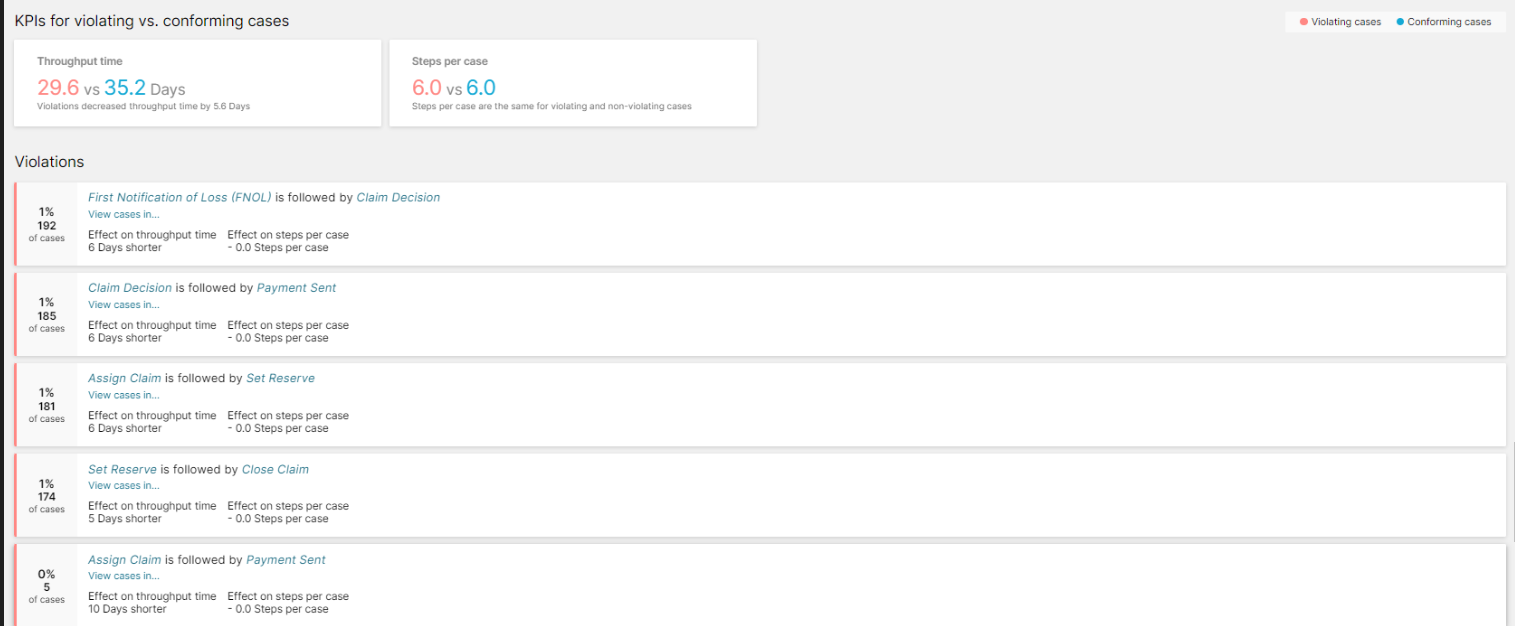 KPIs for violating vs. conforming cases
Violating cases Conforming cases
Throughput time
29.6 vs 35.2 Days
Violations decreased throughput time by 5.6 Days
Steps per case
6.0 vs 6.0
Steps per case are the same for violating and non-violating cases
Violations
1%
192
of cases
First Notification of Loss (FNOL) is followed by Claim Decision
View cases in...
Effect on throughput time Effect on steps per case
6 Days shorter - 0.0 Steps per case
1%
185
of cases
Claim Decision is followed by Payment Sent
View cases in...
Effect on throughput time Effect on steps per case
6 Days shorter - 0.0 Steps per case
1%
181
of cases
Assign Claim is followed by Set Reserve
View cases in...
Effect on throughput time Effect on steps per case
6 Days shorter - 0.0 Steps per case
1%
174
of cases
Set Reserve is followed by Close Claim
View cases in...
Effect on throughput time Effect on steps per case
5 Days shorter - 0.0 Steps per case
0%
5
of cases
Assign Claim is followed by Payment Sent
View cases in...
Effect on throughput time Effect on steps per case
10 Days shorter - 0.0 Steps per case